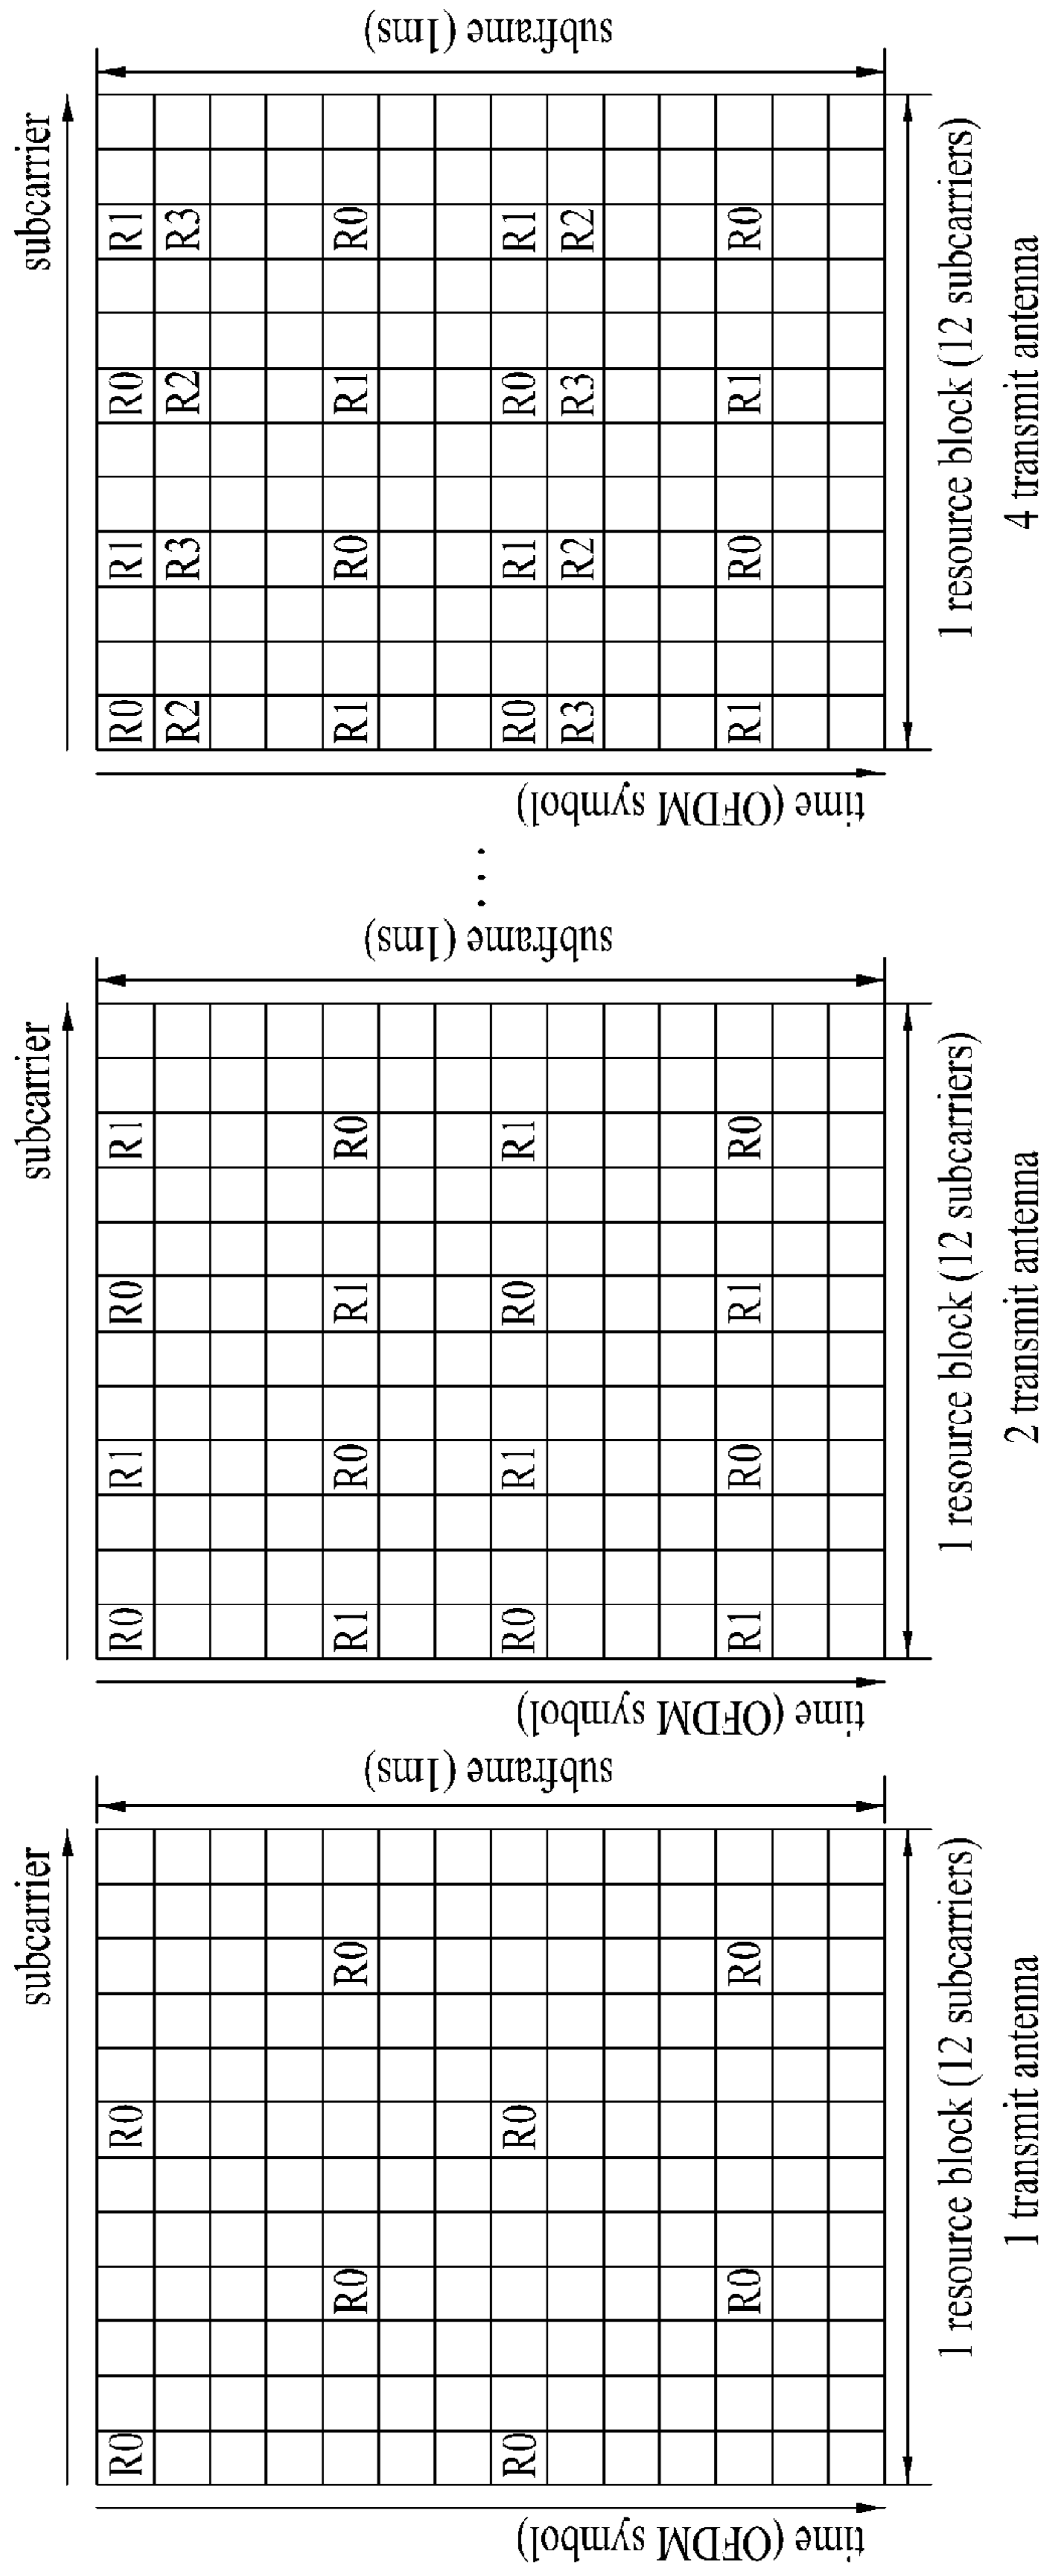 subcarrier
time (OFDM symbol)
subframe (1ms)
R0 R0
R0 R0
R0 R0
R0 R0
1 resource block (12 subcarriers)
1 transmit antenna
subcarrier
time (OFDM symbol)
subframe (1ms)
R0 R1 R0 R1
R1 R0 R1 R0
R0 R1 R0 R1
R1 R0 R1 R0
1 resource block (12 subcarriers)
2 transmit antenna
...
subcarrier
time (OFDM symbol)
subframe (1ms)
R0 R1 R0 R1
R2 R3 R2 R3
R1 R0 R1 R0
R0 R1 R0 R1
R3 R2 R3 R2
R1 R0 R1 R0
1 resource block (12 subcarriers)
4 transmit antenna